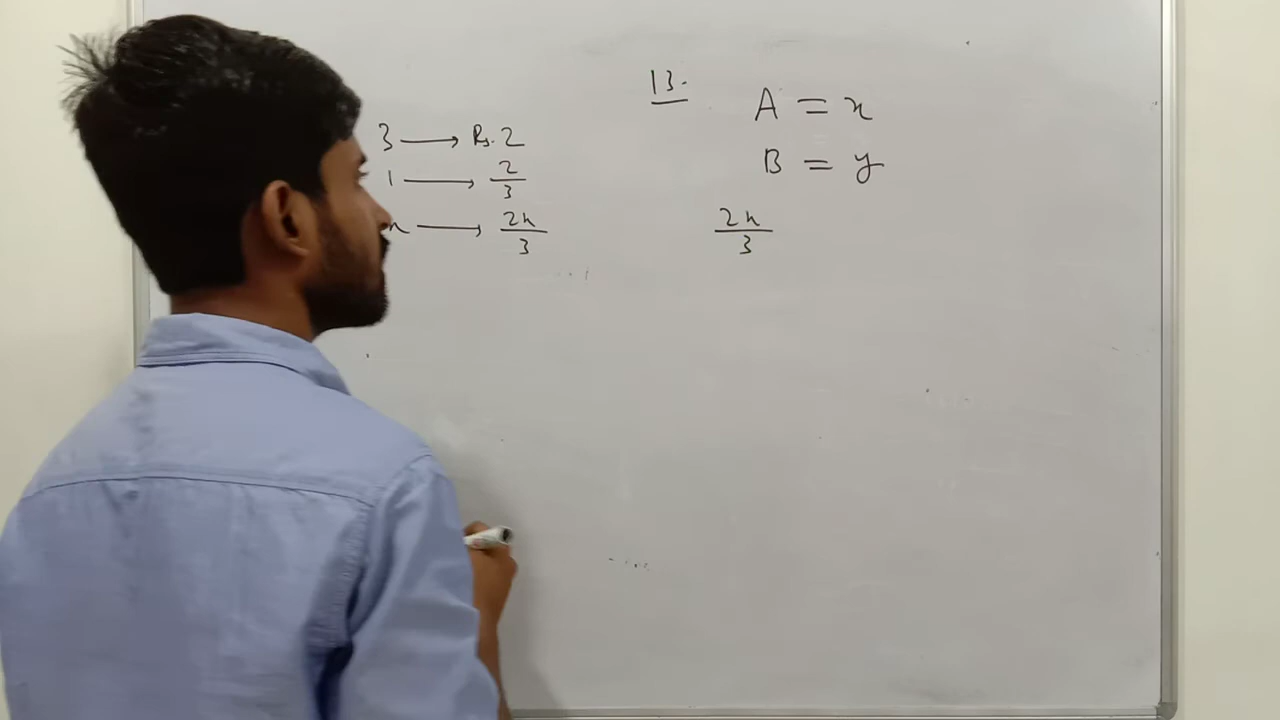 3 → Rs. 2
1 → 2/3
x → 2x/3
13.
A = x
B = y
2x/3